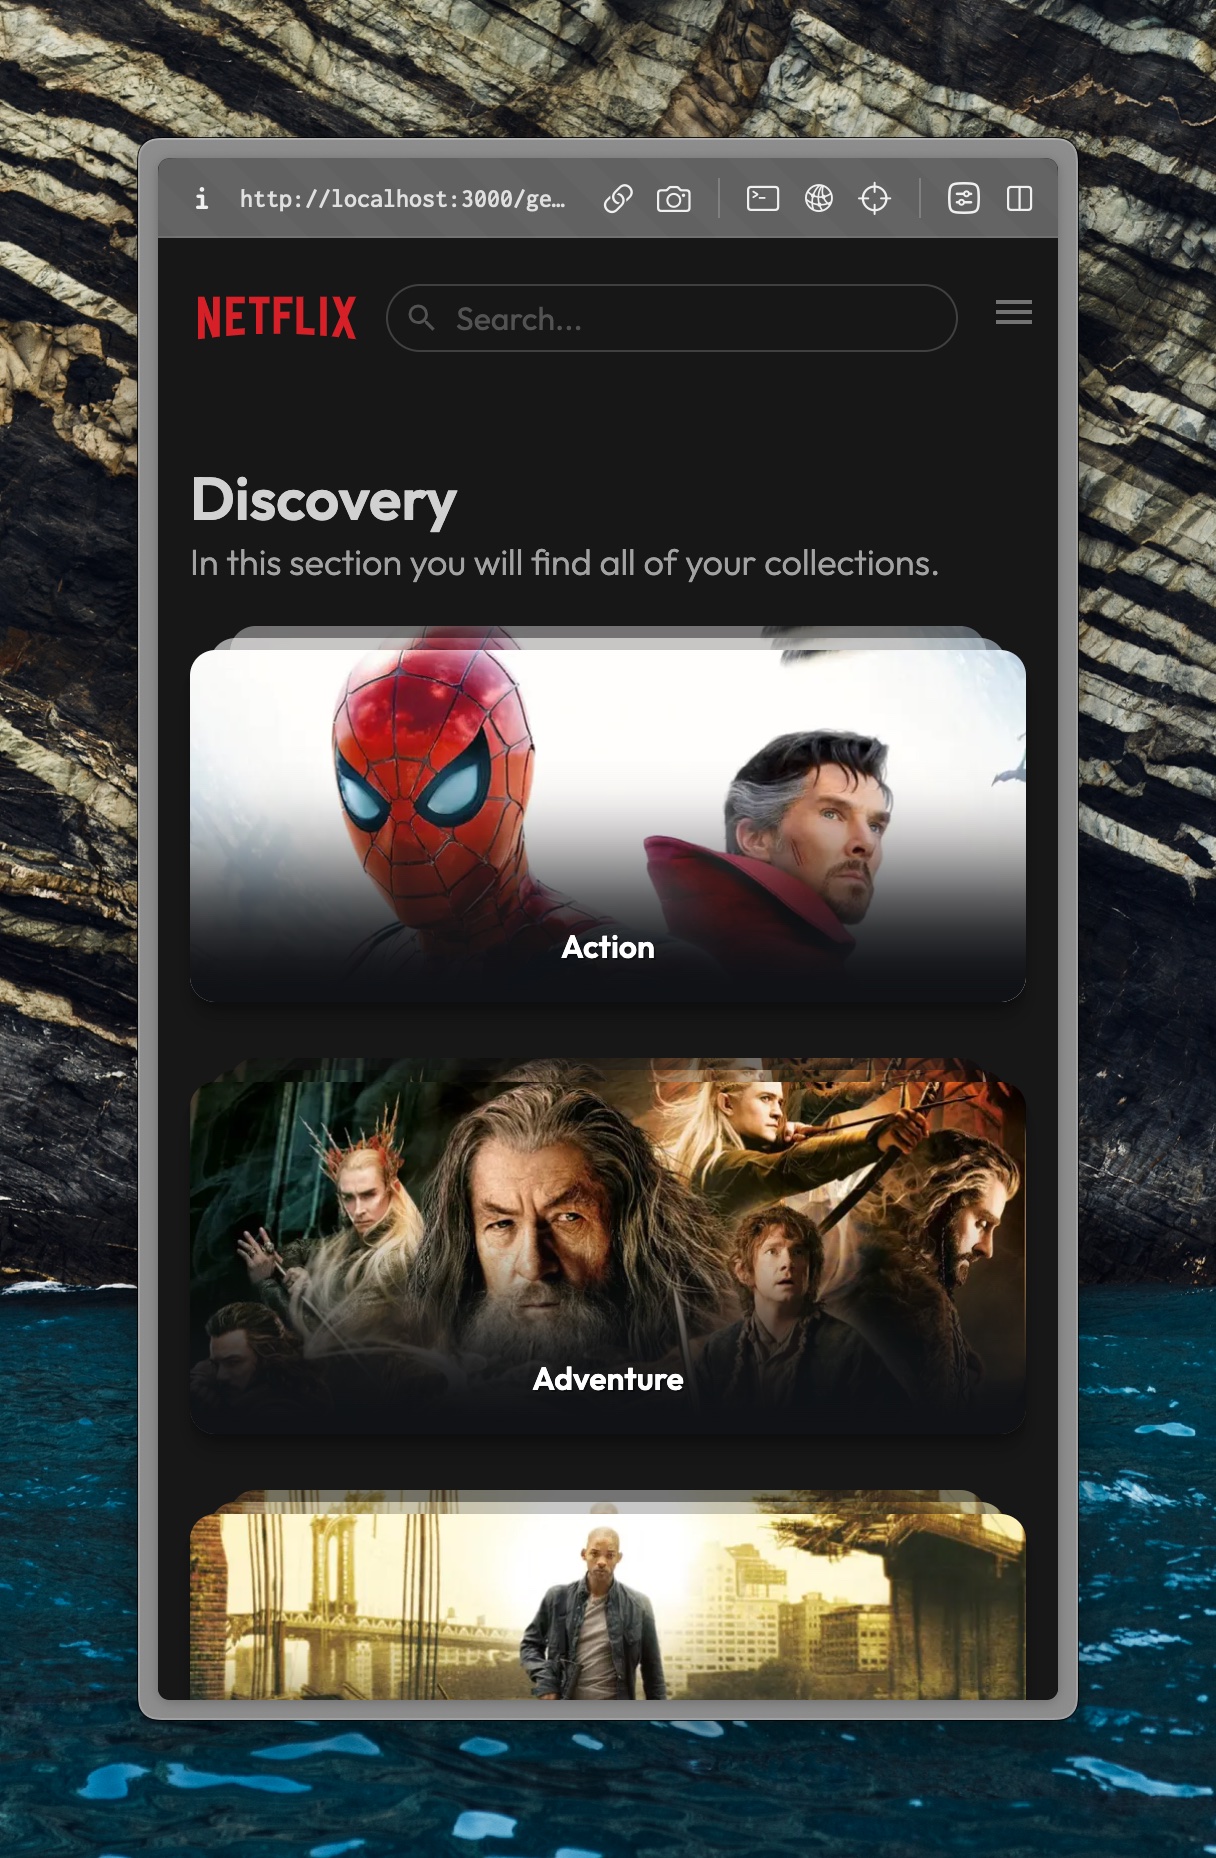 i http://localhost:3000/ge…
NETFLIX
Search...
Discovery
In this section you will find all of your collections.
Action
Adventure